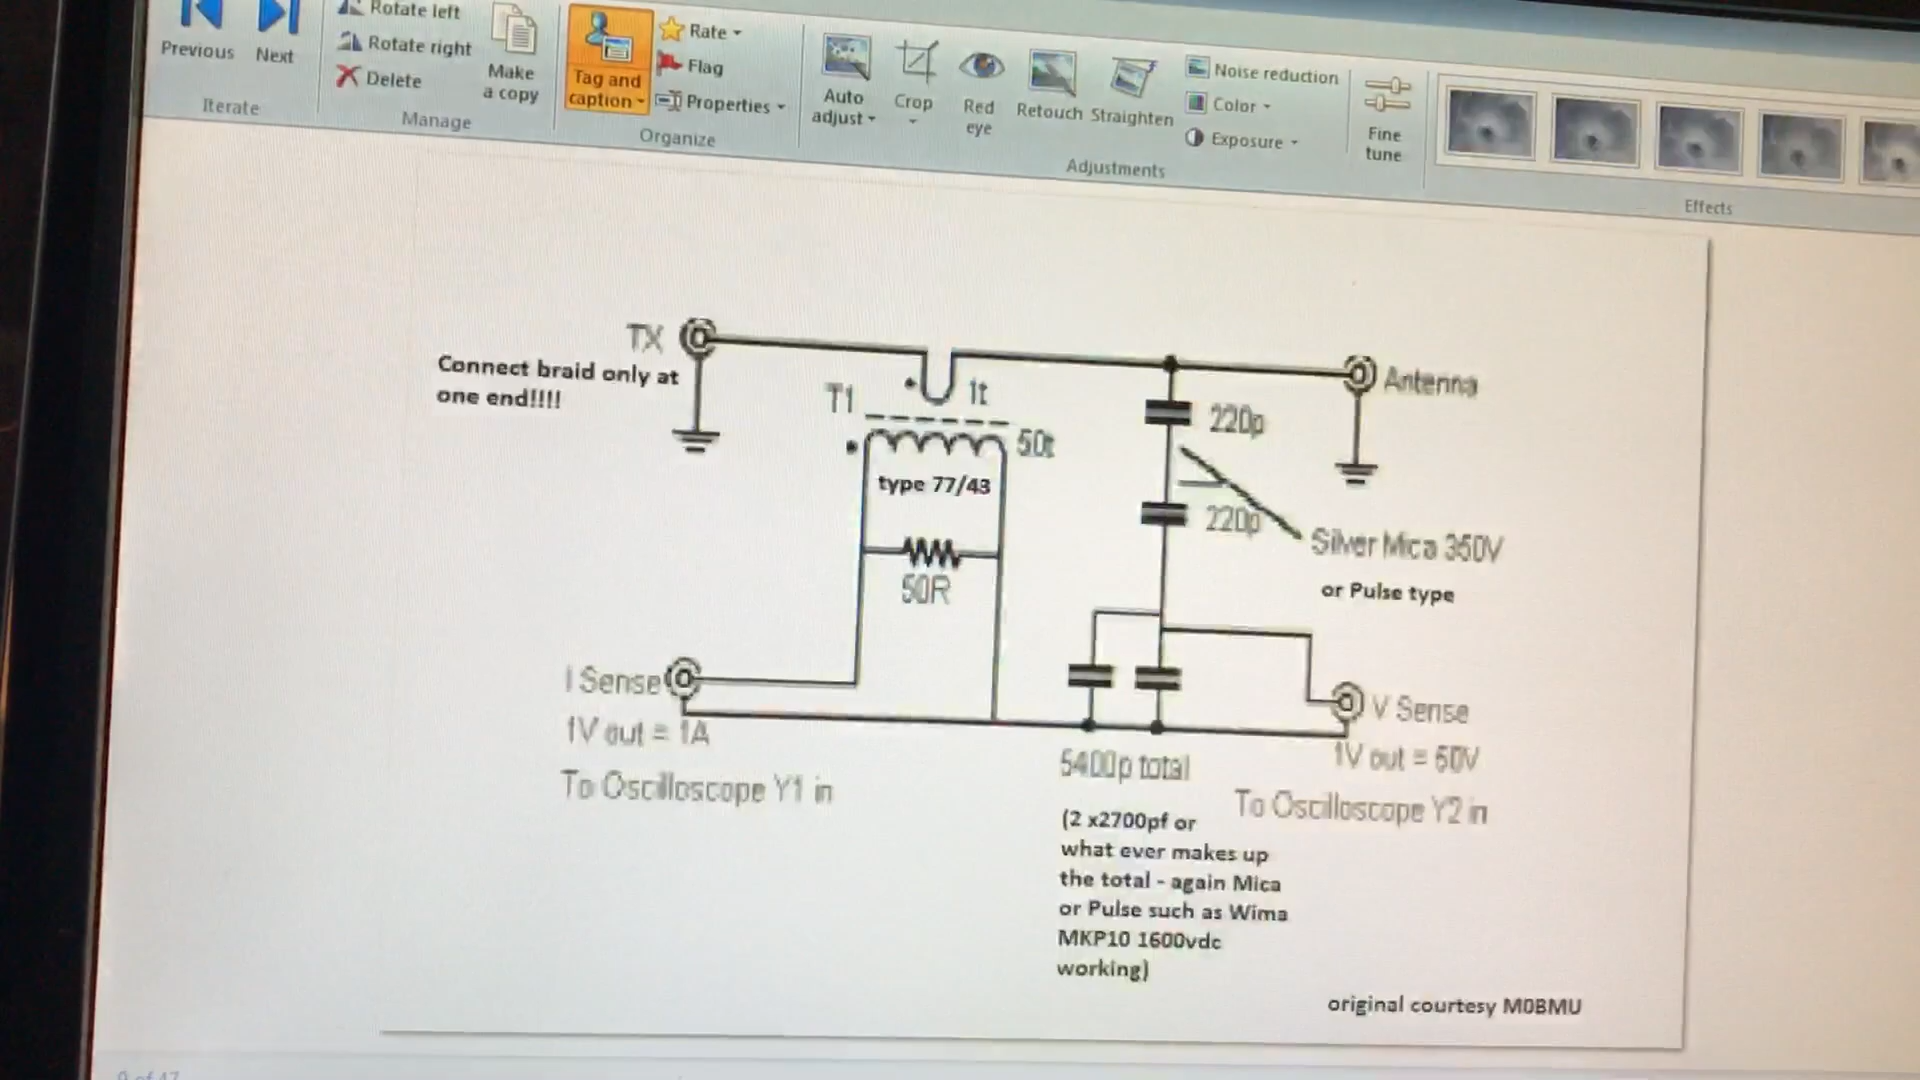 Previous
Next
Iterate
Rotate left
Rotate right
Delete
Make
a copy
Manage
Tag and
caption
Rate
Flag
Properties
Organize
Auto
adjust
Crop
Red
eye
Retouch
Straighten
Noise reduction
Color
Exposure
Adjustments
Fine
tune
Effects
TX
Connect braid only at
one end!!!!
T1
1t
50t
type 77/43
50R
220p
220p
Antenna
Silver Mica 350V
or Pulse type
I Sense
1V out = 1A
To Oscilloscope Y1 in
V Sense
1V out = 50V
To Oscilloscope Y2 in
5400p total
(2 x2700pf or
what ever makes up
the total - again Mica
or Pulse such as Wima
MKP10 1600vdc
working)
original courtesy M0BMU